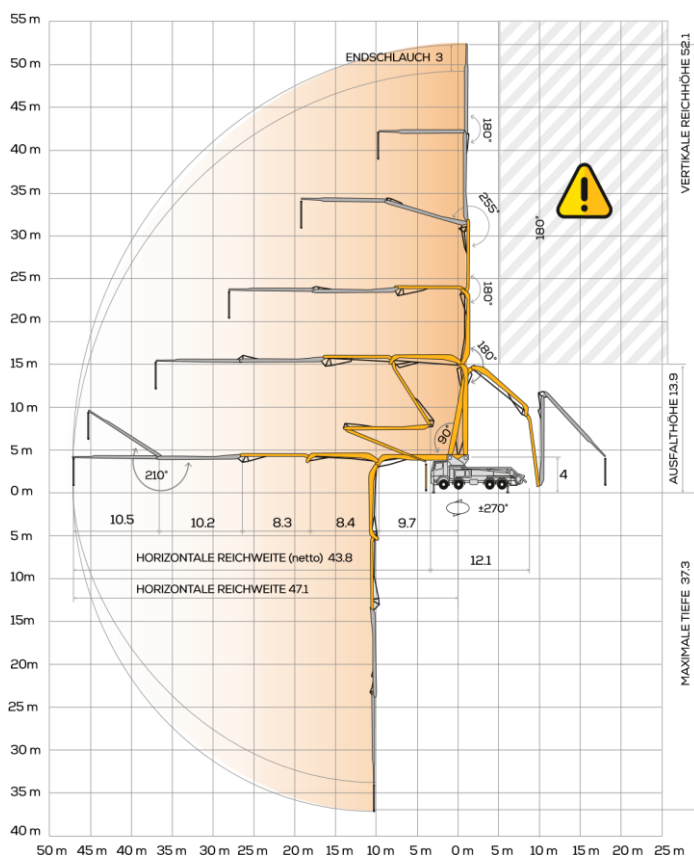 55 m
50 m
45 m
40 m
35 m
30 m
25 m
20 m
15 m
10 m
5 m
0 m
5 m
10m
15m
20 m
25 m
30 m
35 m
40 m
ENDSCHLAUCH 3
180°
255°
180°
180°
180°
90°
210°
±270°
4
10.5
10.2
8.3
8.4
9.7
12.1
HORIZONTALE REICHWEITE (netto) 43.8
HORIZONTALE REICHWEITE 47.1
VERTIKALE REICHHÖHE 52.1
AUSFALTHÖHE 13.9
MAXIMALE TIEFE 37.3
50 m 45 m 40 m 35 m 30 m 25 m 20 m 15 m 10 m 5 m 0 m 5 m 10 m 15 m 20 m 25 m